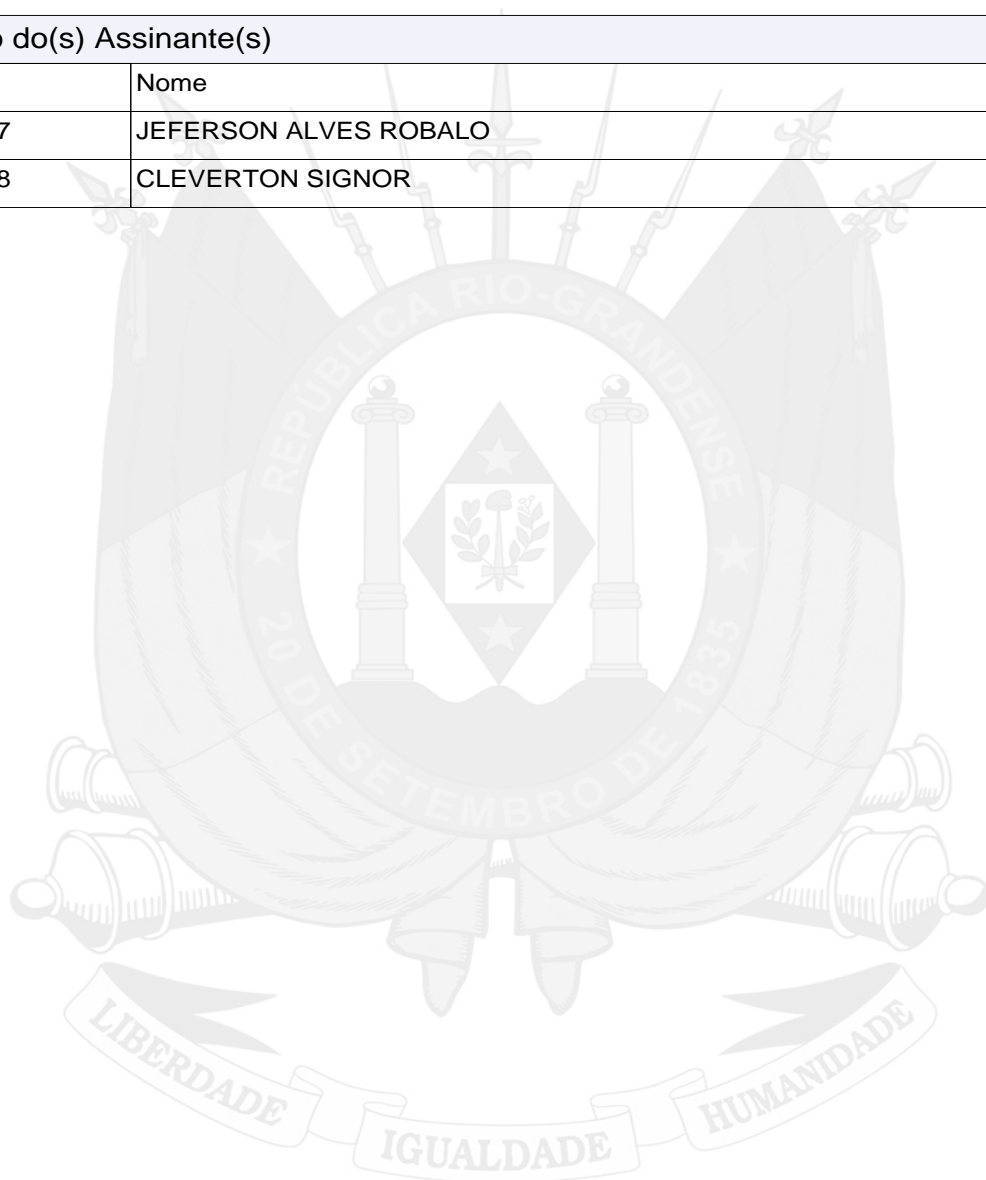 do(s) Assinante(s)
Nome
7 JEFERSON ALVES ROBALO
8 CLEVERTON SIGNOR
REPÚBLICA RIO-GRANDENSE
★ 20 DE SETEMBRO DE 1835 ★
LIBERDADE IGUALDADE HUMANIDADE